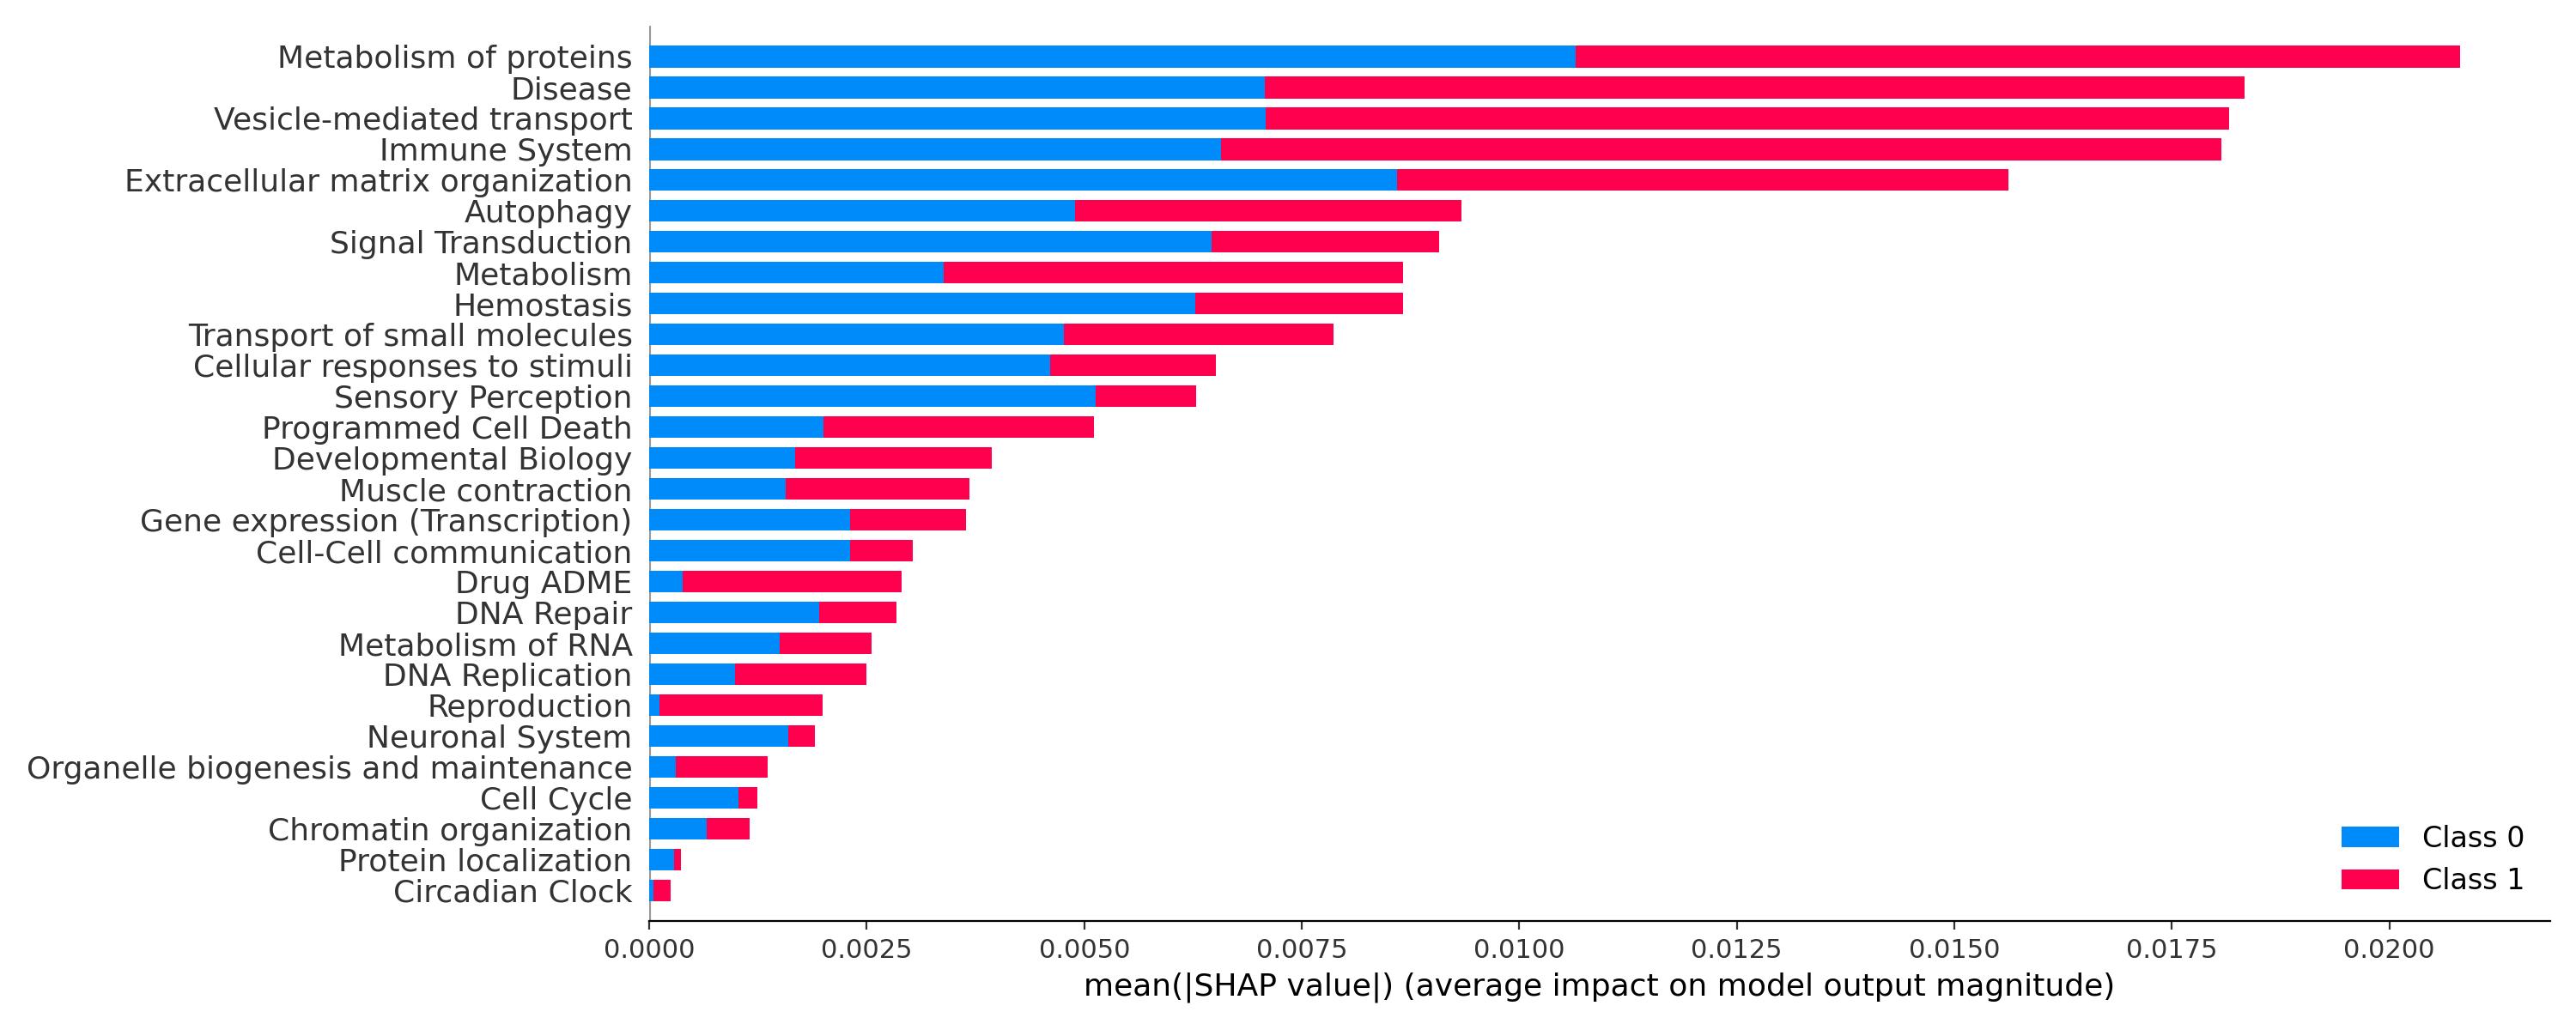 Metabolism of proteins
Disease
Vesicle-mediated transport
Immune System
Extracellular matrix organization
Autophagy
Signal Transduction
Metabolism
Hemostasis
Transport of small molecules
Cellular responses to stimuli
Sensory Perception
Programmed Cell Death
Developmental Biology
Muscle contraction
Gene expression (Transcription)
Cell-Cell communication
Drug ADME
DNA Repair
Metabolism of RNA
DNA Replication
Reproduction
Neuronal System
Organelle biogenesis and maintenance
Cell Cycle
Chromatin organization
Protein localization
Circadian Clock
Class 0
Class 1
0.0000 0.0025 0.0050 0.0075 0.0100 0.0125 0.0150 0.0175 0.0200
mean(|SHAP value|) (average impact on model output magnitude)